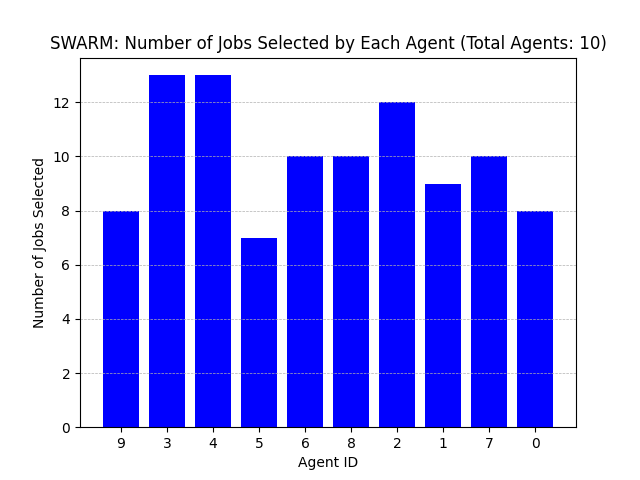 SWARM: Number of Jobs Selected by Each Agent (Total Agents: 10)
Number of Jobs Selected
12
10
8
6
4
2
0
9 3 4 5 6 8 2 1 7 0
Agent ID